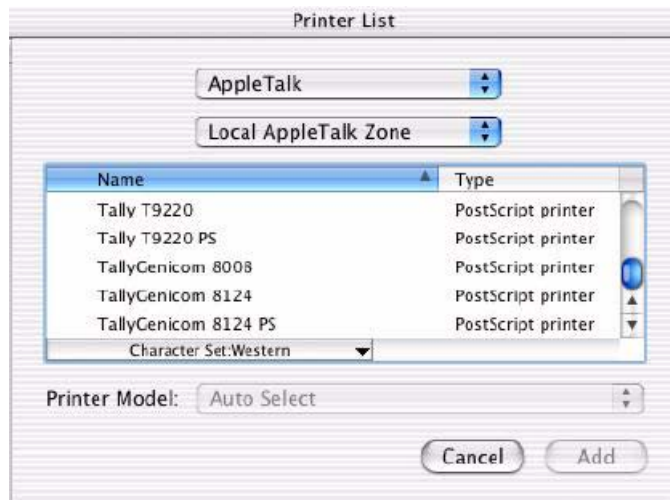 Printer List
AppleTalk
Local AppleTalk Zone
Name Type
Tally T9220 PostScript printer
Tally T9220 PS PostScript printer
TallyGenicom 8008 PostScript printer
TallyGenicom 8124 PostScript printer
TallyGenicom 8124 PS PostScript printer
Character Set:Western
Printer Model: Auto Select
Cancel Add